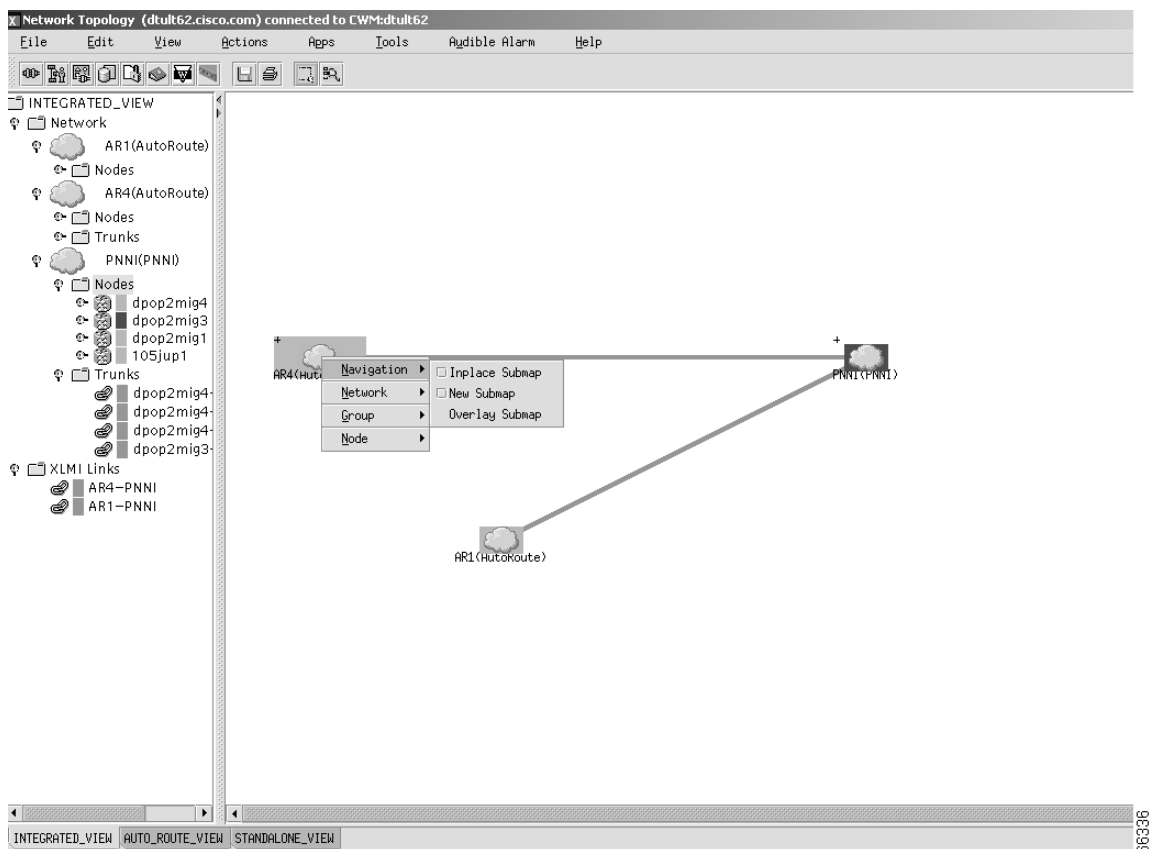 Network Topology (dtult62.cisco.com) connected to CWM:dtult62
File Edit View Actions Apps Tools Audible Alarm Help
INTEGRATED_VIEW
Network
AR1(AutoRoute)
Nodes
AR4(AutoRoute)
Nodes
Trunks
PNNI(PNNI)
Nodes
dpop2mig4
dpop2mig3
dpop2mig1
105jup1
Trunks
dpop2mig4-
dpop2mig4-
dpop2mig4-
dpop2mig3-
XLMI Links
AR4-PNNI
AR1-PNNI
AR4(Aut
Navigation
Network
Group
Node
Inplace Submap
New Submap
Overlay Submap
PNNI(PNNI)
AR1(AutoRoute)
INTEGRATED_VIEW AUTO_ROUTE_VIEW STANDALONE_VIEW
66336